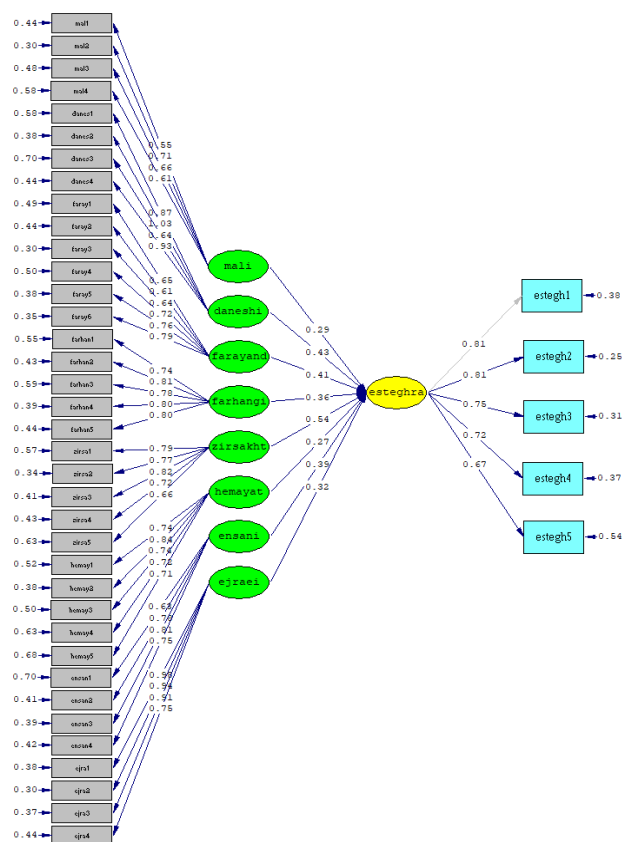 0.44 mal1
0.30 mal2
0.48 mal3
0.58 mal4
0.58 danes1
0.38 danes2
0.70 danes3
0.44 danes4
0.49 faray1
0.44 faray2
0.30 faray3
0.50 faray4
0.38 faray5
0.35 faray6
0.55 farhan1
0.43 farhan2
0.59 farhan3
0.39 farhan4
0.44 farhan5
0.57 zirsa1
0.34 zirsa2
0.41 zirsa3
0.43 zirsa4
0.63 zirsa5
0.52 hemay1
0.38 hemay2
0.50 hemay3
0.63 hemay4
0.68 hemay5
0.70 ensan1
0.41 ensan2
0.39 ensan3
0.42 ensan4
0.38 ejra1
0.30 ejra2
0.37 ejra3
0.44 ejra4
0.55
0.71
0.66
0.61
0.87
1.03
0.64
0.93
0.65
0.61
0.64
0.72
0.76
0.79
0.74
0.81
0.78
0.80
0.80
0.79
0.77
0.82
0.72
0.66
0.74
0.84
0.76
0.72
0.71
0.81
0.75
0.91
0.75
mali
daneshi
farayand
farhangi
zirsakht
hemayat
ensani
ejraei
0.29
0.43
0.41
0.36
0.54
0.27
0.39
0.32
esteghra
0.81
0.81
0.75
0.72
0.67
estegh1 0.38
estegh2 0.25
estegh3 0.31
estegh4 0.37
estegh5 0.54